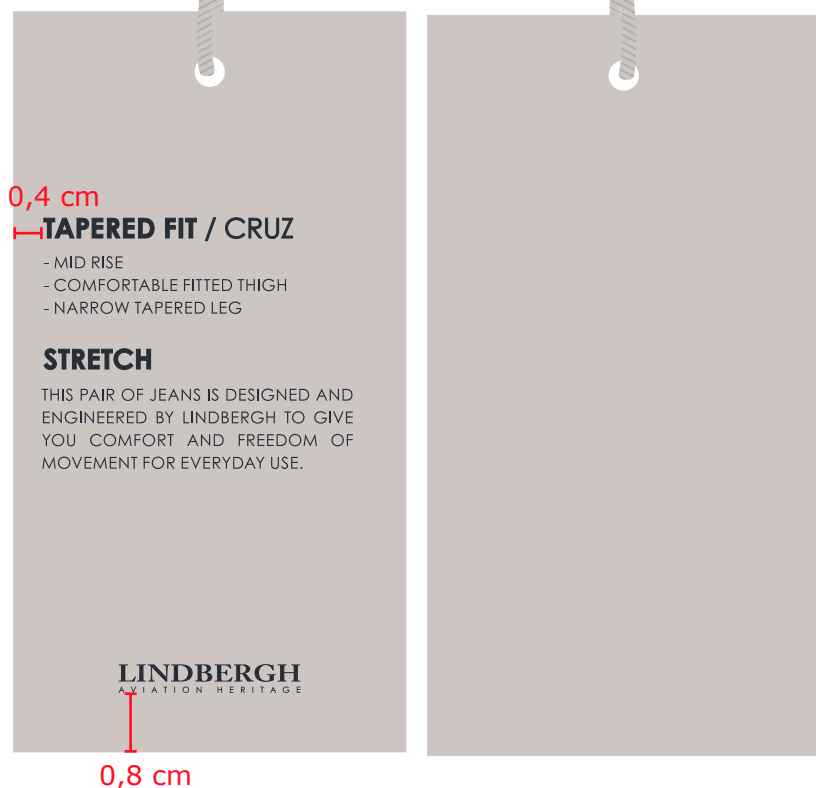 0,4 cm
TAPERED FIT / CRUZ
- MID RISE
- COMFORTABLE FITTED THIGH
- NARROW TAPERED LEG
STRETCH
THIS PAIR OF JEANS IS DESIGNED AND
ENGINEERED BY LINDBERGH TO GIVE
YOU COMFORT AND FREEDOM OF
MOVEMENT FOR EVERYDAY USE.
LINDBERGH
AVIATION HERITAGE
0,8 cm